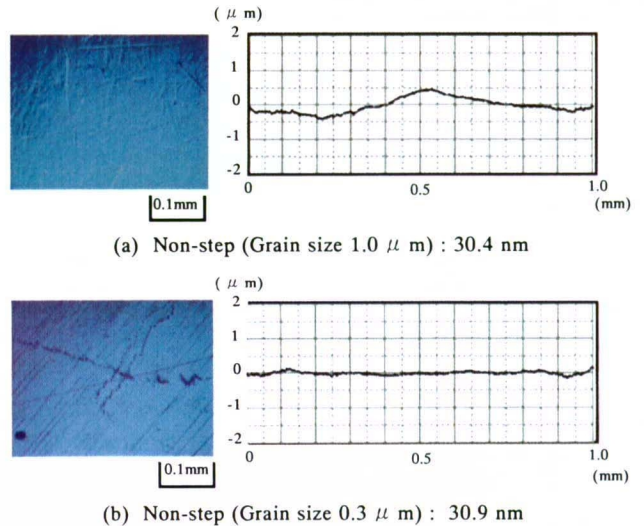 ( μ m)
2
1
0
-1
-2
0 0.5 1.0
(mm)
0.1mm
(a) Non-step (Grain size 1.0 μ m) : 30.4 nm
( μ m)
2
1
0
-1
-2
0 0.5 1.0
(mm)
0.1mm
(b) Non-step (Grain size 0.3 μ m) : 30.9 nm